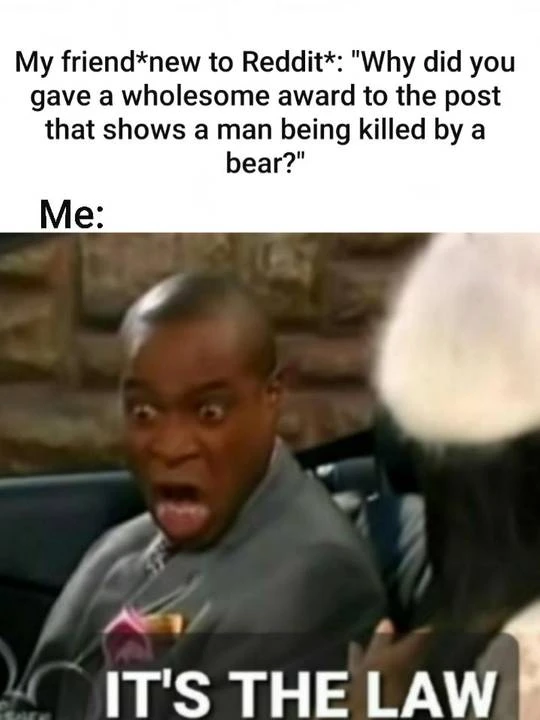 My friend*new to Reddit*: "Why did you
gave a wholesome award to the post
that shows a man being killed by a
bear?"
Me:
IT'S THE LAW